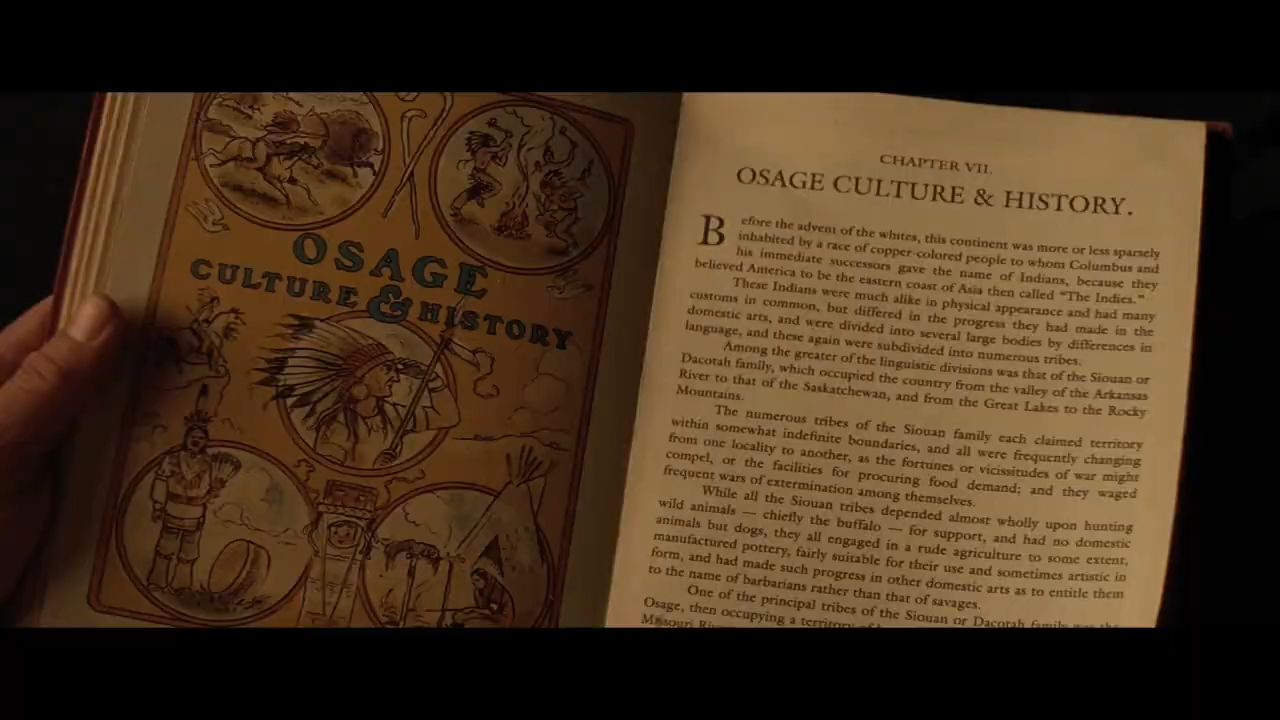 OSAGE
CULTURE & HISTORY
CHAPTER VII.
OSAGE CULTURE & HISTORY.
Before the advent of the whites, this continent was more or less sparsely
inhabited by a race of copper-colored people to whom Columbus and
his immediate successors gave the name of Indians, because they
believed America to be the eastern coast of Asia then called "The Indies."
These Indians were much alike in physical appearance and had many
customs in common, but differed in the progress they had made in the
domestic arts, and were divided into several large bodies by differences in
language, and these again were subdivided into numerous tribes.
Among the greater of the linguistic divisions was that of the Siouan or
Dacotah family, which occupied the country from the valley of the Arkansas
River to that of the Saskatchewan, and from the Great Lakes to the Rocky
Mountains.
The numerous tribes of the Siouan family each claimed territory
within somewhat indefinite boundaries, and all were frequently changing
from one locality to another, as the fortunes or vicissitudes of war might
compel, or the facilities for procuring food demand; and they waged
frequent wars of extermination among themselves.
While all the Siouan tribes depended almost wholly upon hunting
wild animals — chiefly the buffalo — for support, and had no domestic
animals but dogs, they all engaged in a rude agriculture to some extent,
manufactured pottery, fairly suitable for their use and sometimes artistic in
form, and had made such progress in other domestic arts as to entitle them
to the name of barbarians rather than that of savages.
One of the principal tribes of the Siouan or Dacotah family was the
Osage, then occupying a territory
Missouri River